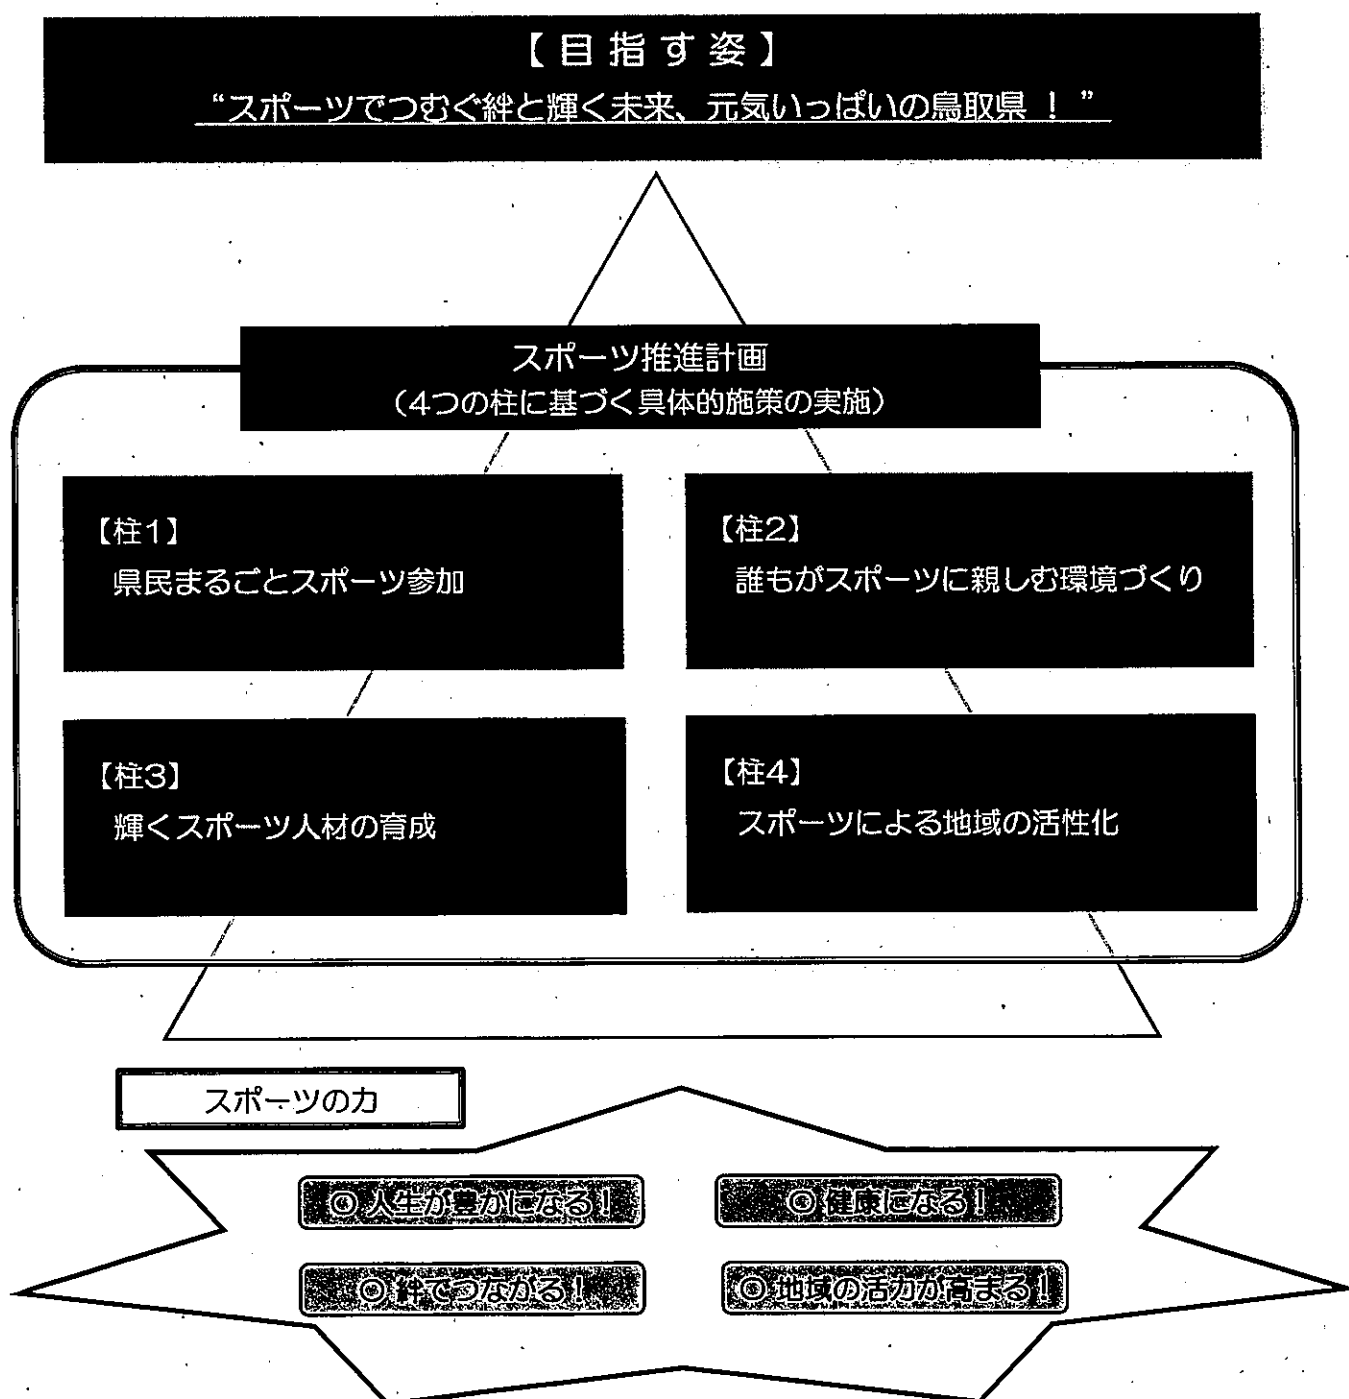 【目指す姿】
“スポーツでつむぐ絆と輝く未来、元気いっぱいの鳥取県！”
スポーツ推進計画
（4つの柱に基づく具体的施策の実施）
【柱1】
県民まるごとスポーツ参加
【柱2】
誰もがスポーツに親しむ環境づくり
【柱3】
輝くスポーツ人材の育成
【柱4】
スポーツによる地域の活性化
スポーツの力
◎ 人生が豊かになる！
◎ 健康になる！
◎ 絆でつながる！
◎ 地域の活力が高まる！